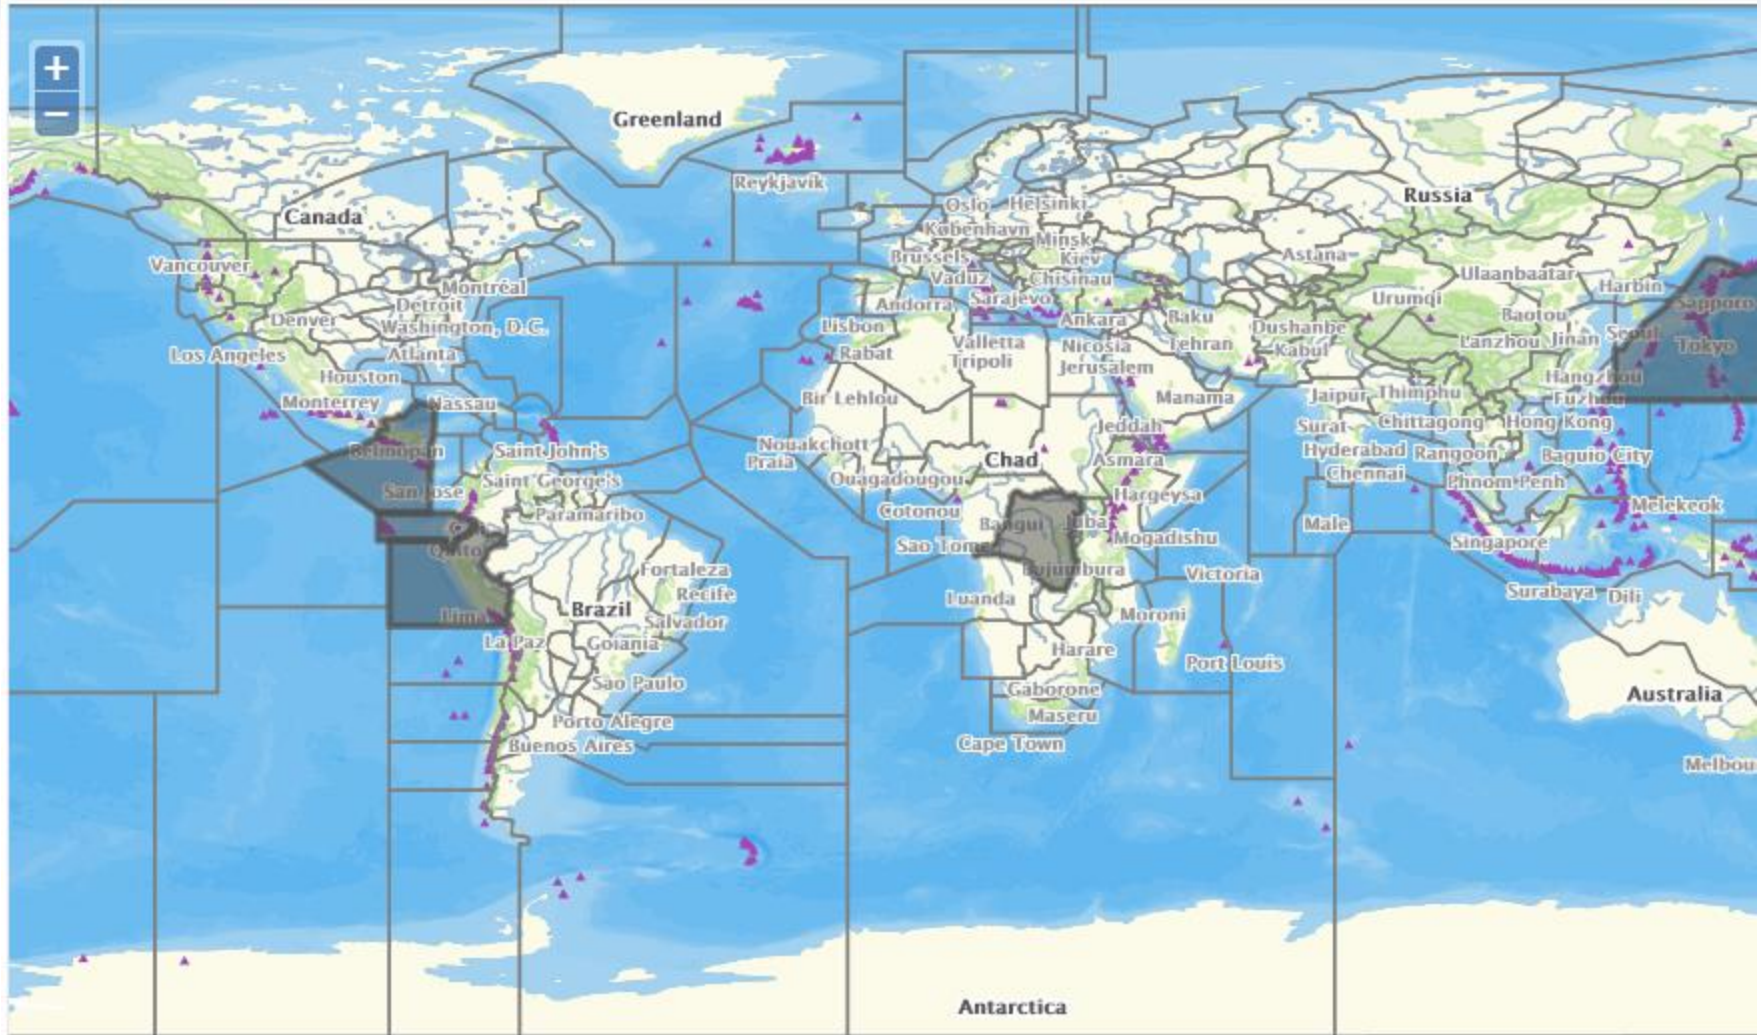 +
−
Greenland
Reykjavík
Russia
Canada
Oslo Helsinki
København
Minsk
Vancouver
Brussels
Kiev
Astana
Vaduz
Chisinau
Ulaanbaatar
Montréal
Harbin
Detroit
Andorra
Sarajevo
Urumqi
Sapporo
Denver
Washington, D.C.
Lisbon
Ankara
Baku
Dushanbe
Baotou
Los Angeles
Atlanta
Rabat
Valletta
Nicosia
Tehran
Kabul
Lanzhou
Jinan
Seoul
Tokyo
Tripoli
Jerusalem
Houston
Hangzhou
Monterrey
Nassau
Bir Lehlou
Manama
Jaipur
Thimphu
Fuzhou
Jeddah
Surat
Chittagong
Hong Kong
Belmopan
Saint John's
Nouakchott
Praia
Chad
Asmara
Hyderabad
Rangoon
Baguio City
Chennai
San Jose
Saint George's
Ouagadougou
Hargeysa
Phnom Penh
Melekeok
Paramaribo
Cotonou
Bangui
Juba
Male
Quito
Sao Tome
Mogadishu
Singapore
Fortaleza
Bujumbura
Victoria
Lima
Brazil
Recife
Luanda
Surabaya
Dili
Salvador
Moroni
La Paz
Goiania
Harare
Port Louis
Sao Paulo
Gaborone
Australia
Porto Alegre
Maseru
Buenos Aires
Cape Town
Melbou
Antarctica